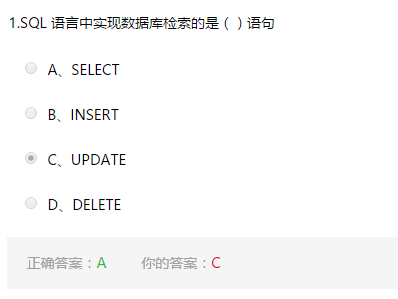 1.SQL 语言中实现数据库检索的是 ( ) 语句
A、SELECT
B、INSERT
C、UPDATE
D、DELETE
正确答案：A 你的答案：C